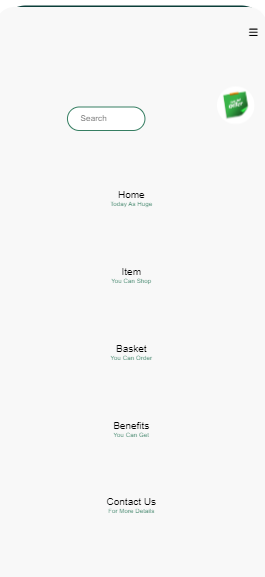 Search
Home
Today As Huge
Item
You Can Shop
Basket
You Can Order
Benefits
You Can Get
Contact Us
For More Details